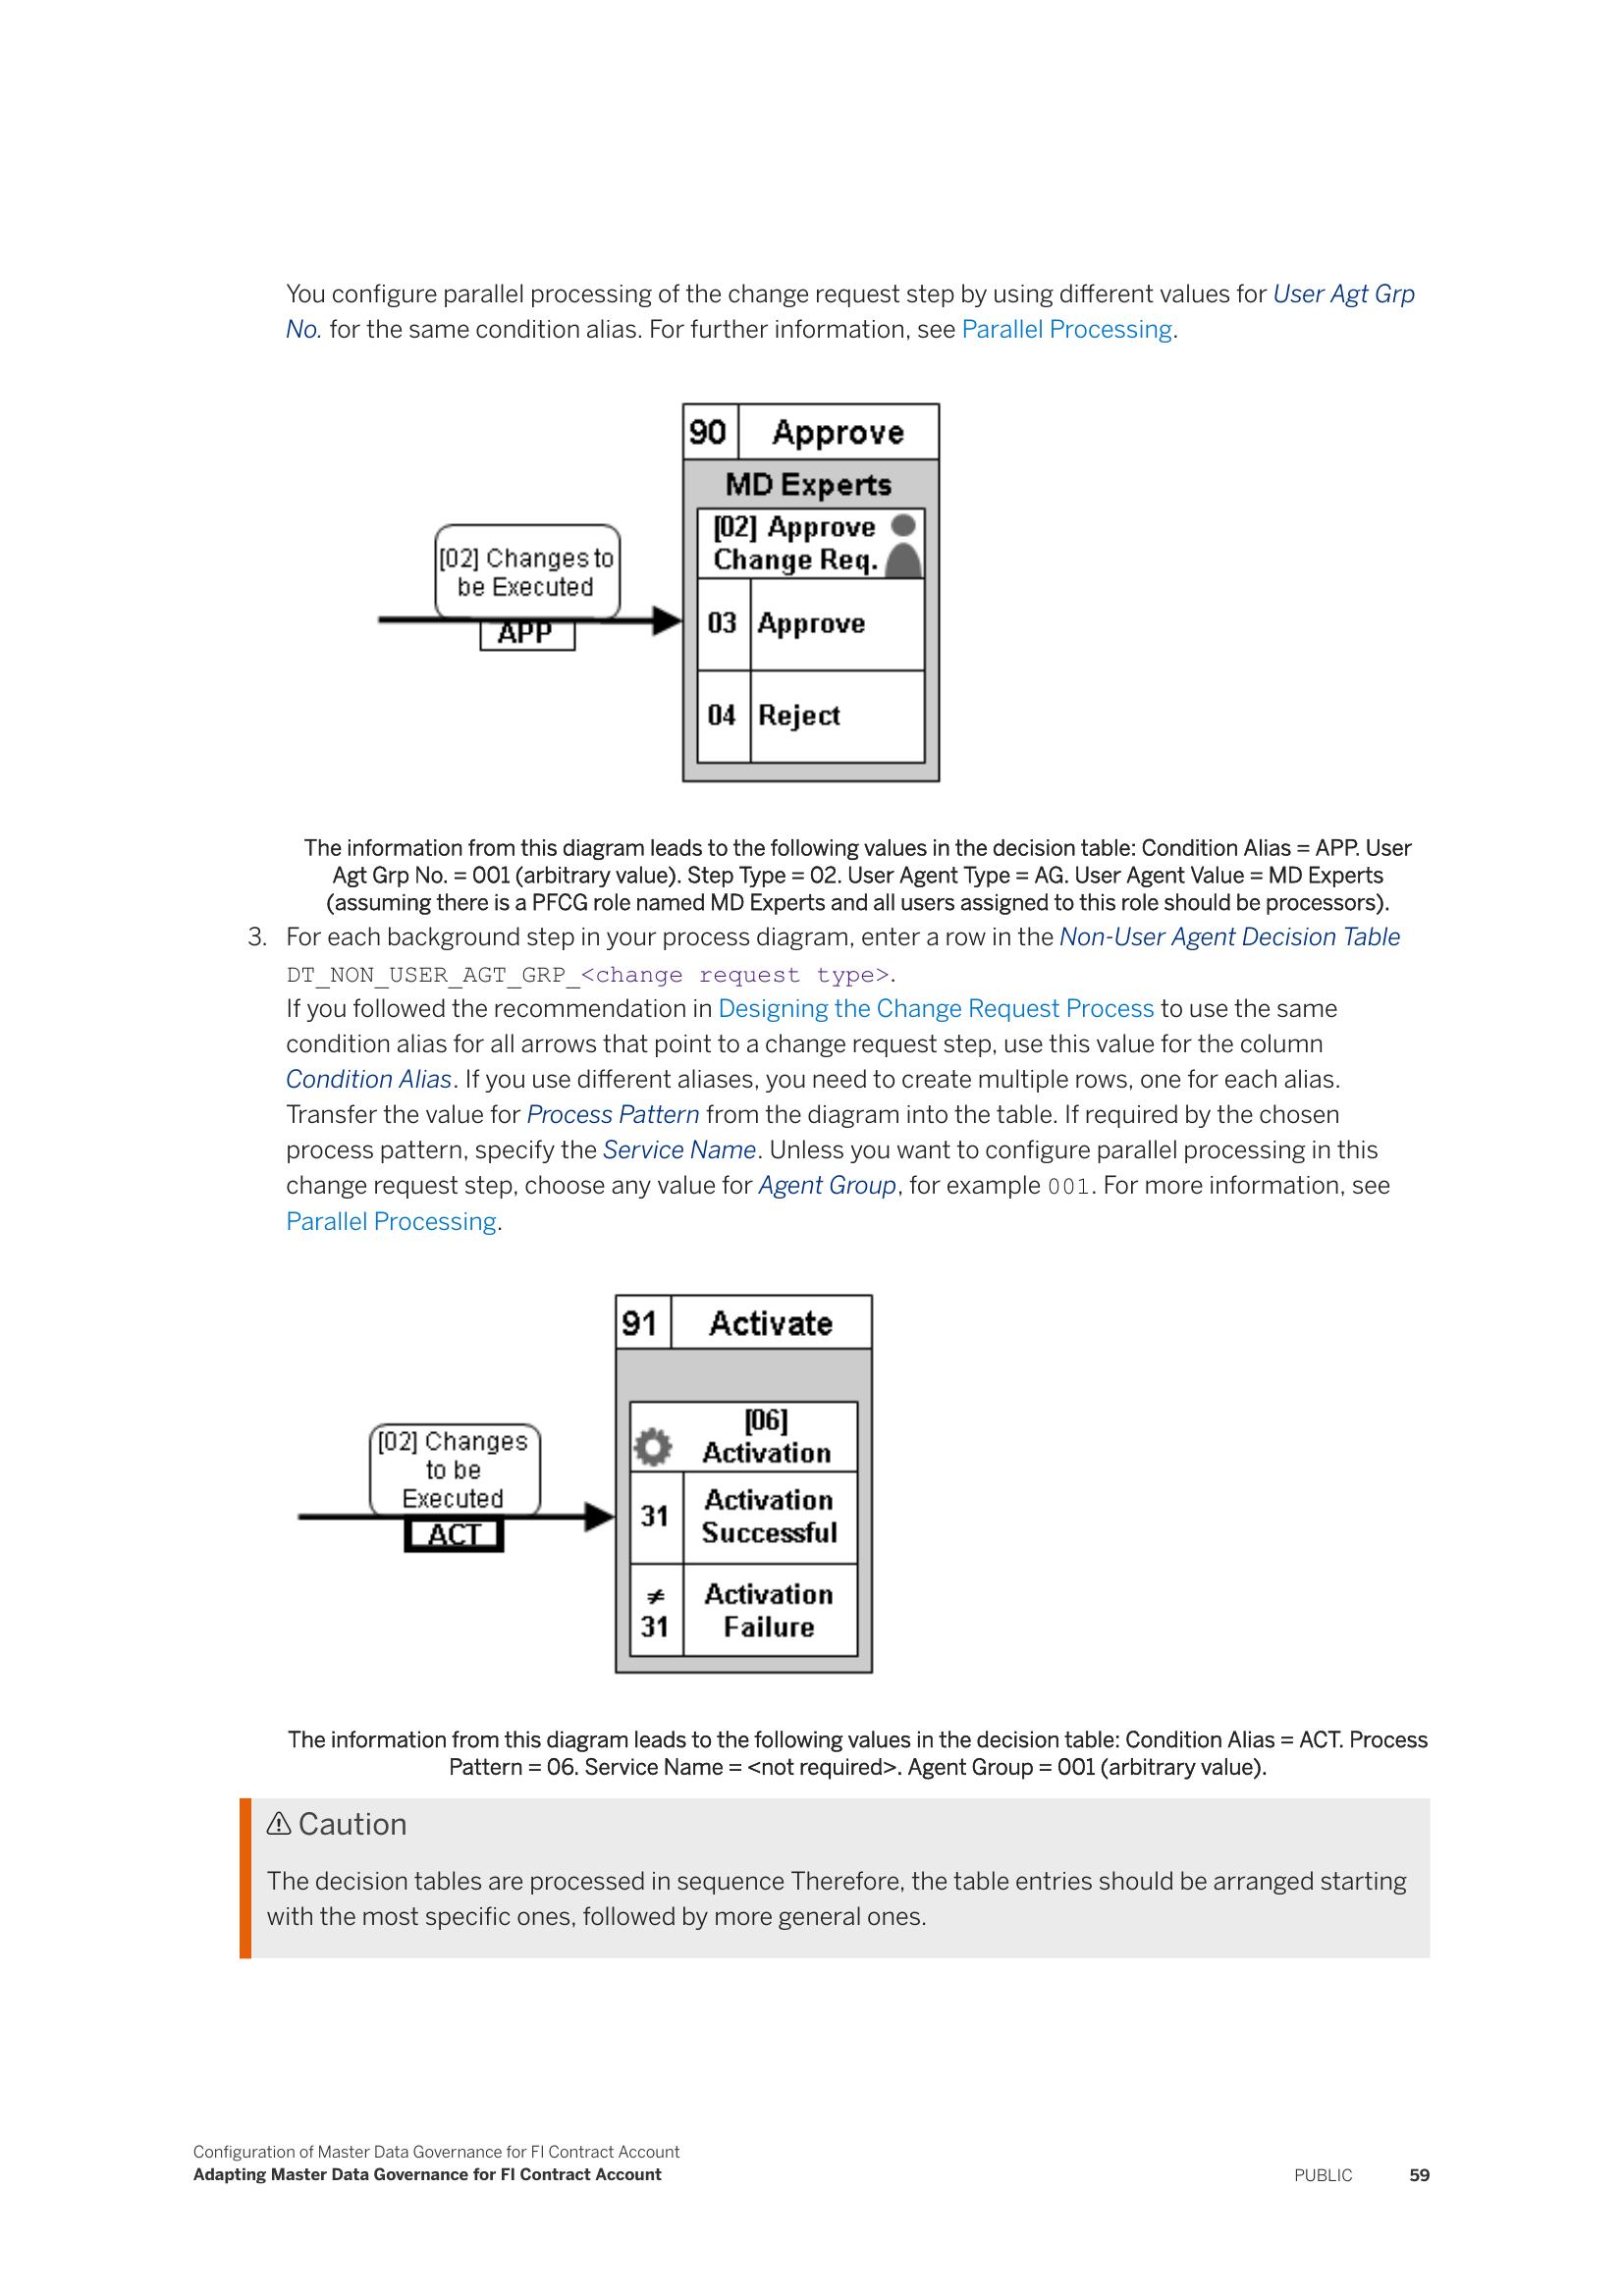 You configure parallel processing of the change request step by using different values for User Agt Grp
No. for the same condition alias. For further information, see Parallel Processing.
90 Approve
MD Experts
[02] Approve
Change Req.
[02] Changes to
be Executed
APP
03 Approve
04 Reject
The information from this diagram leads to the following values in the decision table: Condition Alias = APP. User
Agt Grp No. = 001 (arbitrary value). Step Type = 02. User Agent Type = AG. User Agent Value = MD Experts
(assuming there is a PFCG role named MD Experts and all users assigned to this role should be processors).
3. For each background step in your process diagram, enter a row in the Non-User Agent Decision Table
DT_NON_USER_AGT_GRP_<change request type>.
If you followed the recommendation in Designing the Change Request Process to use the same
condition alias for all arrows that point to a change request step, use this value for the column
Condition Alias. If you use different aliases, you need to create multiple rows, one for each alias.
Transfer the value for Process Pattern from the diagram into the table. If required by the chosen
process pattern, specify the Service Name. Unless you want to configure parallel processing in this
change request step, choose any value for Agent Group, for example 001. For more information, see
Parallel Processing.
91 Activate
[06]
Activation
[02] Changes
to be
Executed
ACT
31 Activation
Successful
≠ Activation
31 Failure
The information from this diagram leads to the following values in the decision table: Condition Alias = ACT. Process
Pattern = 06. Service Name = <not required>. Agent Group = 001 (arbitrary value).
⚠ Caution
The decision tables are processed in sequence Therefore, the table entries should be arranged starting
with the most specific ones, followed by more general ones.
Configuration of Master Data Governance for FI Contract Account
Adapting Master Data Governance for FI Contract Account
PUBLIC 59